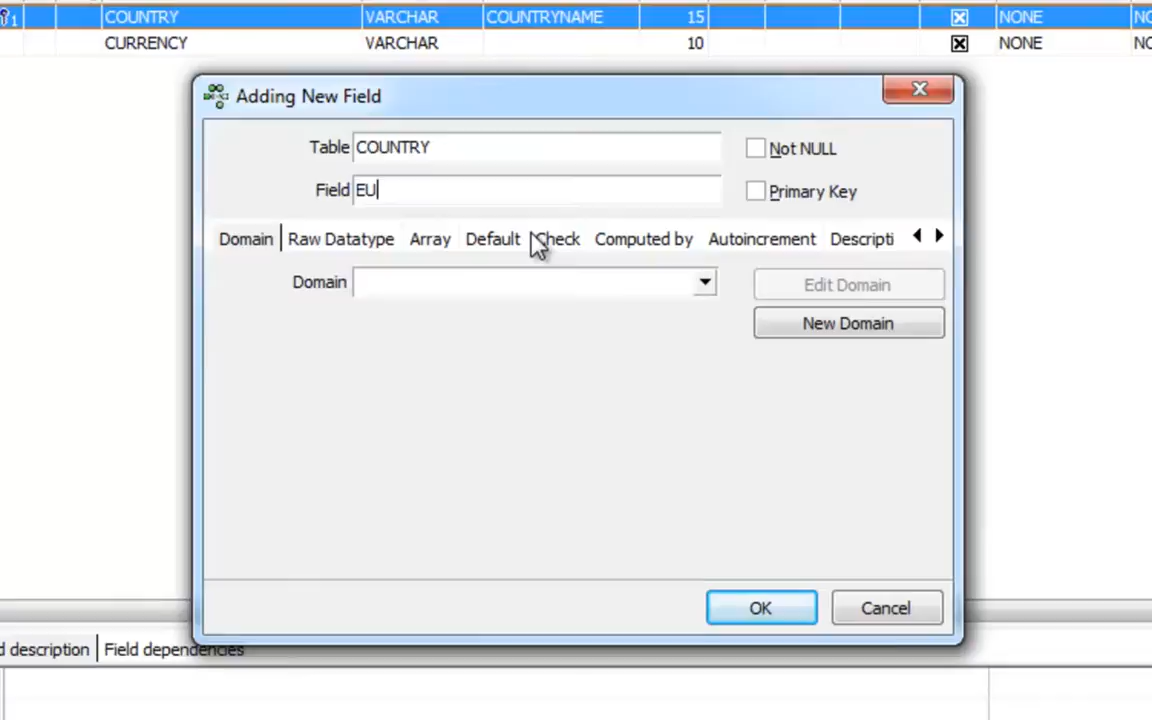 1 COUNTRY VARCHAR COUNTRYNAME 15 NONE
CURRENCY VARCHAR 10 NONE
Adding New Field
Table COUNTRY Not NULL
Field EU Primary Key
Domain Raw Datatype Array Default Check Computed by Autoincrement Descripti
Domain Edit Domain
New Domain
OK Cancel
d description Field dependencies